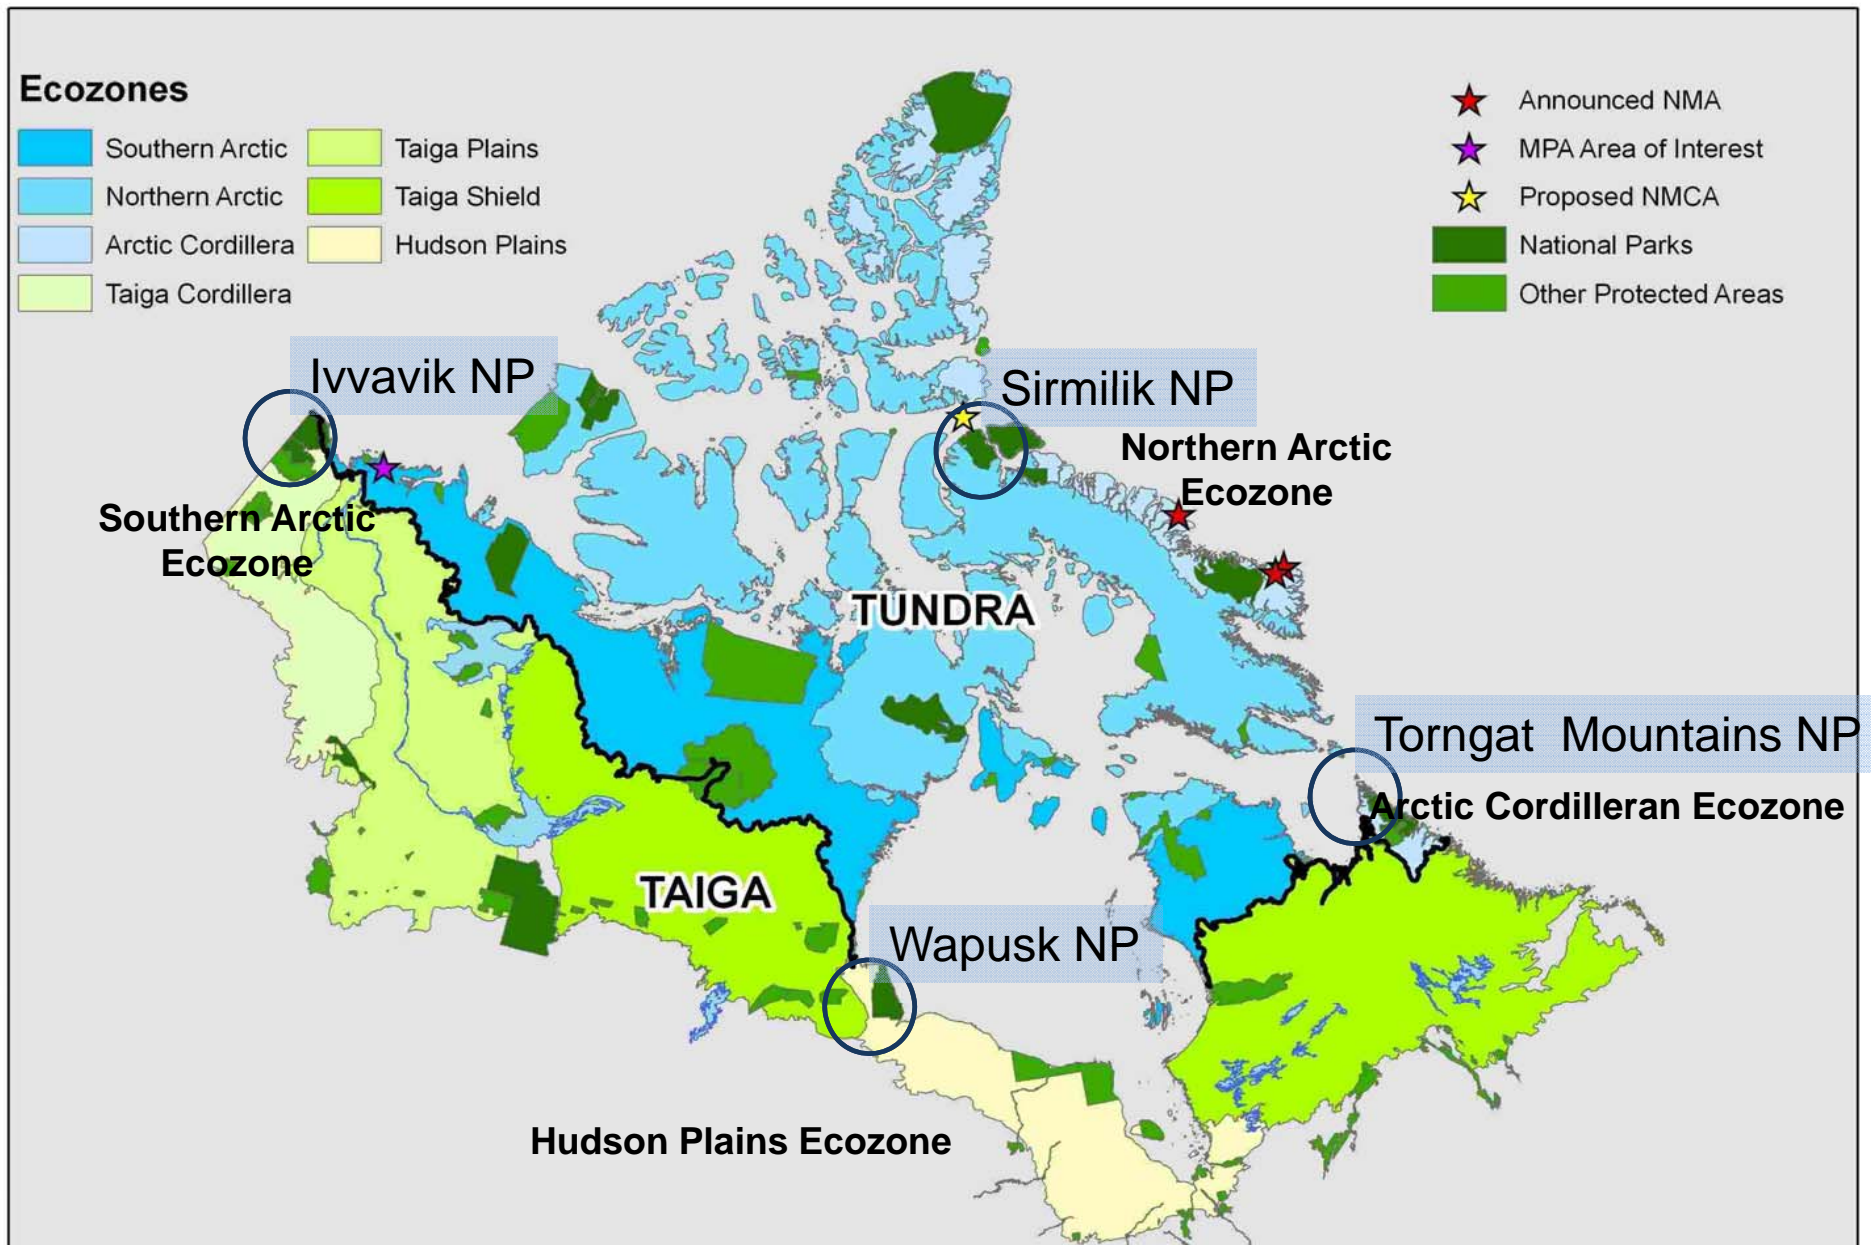 Ecozones
Southern Arctic
Northern Arctic
Arctic Cordillera
Taiga Cordillera
Taiga Plains
Taiga Shield
Hudson Plains
Announced NMA
MPA Area of Interest
Proposed NMCA
National Parks
Other Protected Areas
Ivvavik NP
Sirmilik NP
Northern Arctic
Ecozone
Southern Arctic
Ecozone
TUNDRA
Torngat Mountains NP
Arctic Cordilleran Ecozone
TAIGA
Wapusk NP
Hudson Plains Ecozone